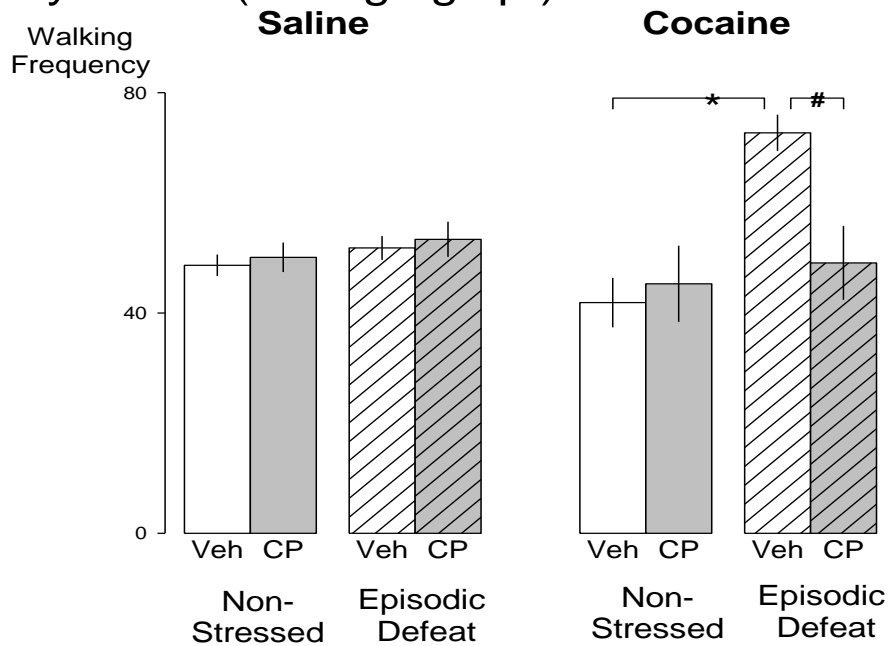 Saline
Cocaine
Walking
Frequency
80
* #
40
0
Veh CP Veh CP Veh CP Veh CP
Non-
Stressed
Episodic
Defeat
Non-
Stressed
Episodic
Defeat